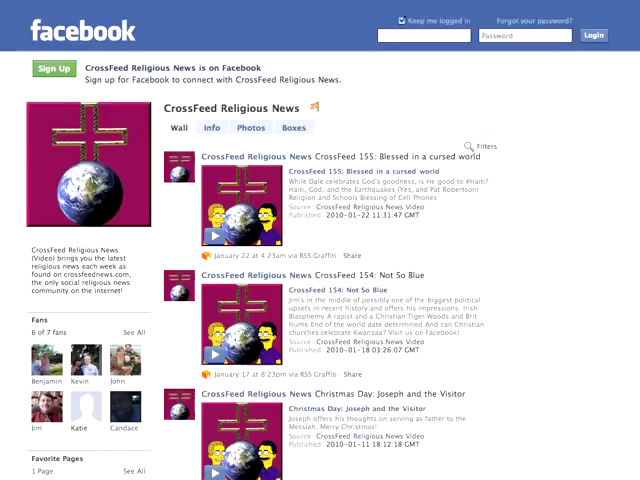 facebook
Keep me logged in
Forgot your password?
Password
Login
Sign Up
CrossFeed Religious News is on Facebook
Sign up for Facebook to connect with CrossFeed Religious News.
CrossFeed Religious News
Wall
Info
Photos
Boxes
Filters
CrossFeed Religious News CrossFeed 155: Blessed in a cursed world
CrossFeed 155: Blessed in a cursed world
While Dale celebrates God's goodness, is He good to #Haiti?
Haiti, God, and the Earthquakes (Yes, and Pat Robertson)
Religion and Schools Blessing of Cell Phones
Source: CrossFeed Religious News Video
Published: 2010-01-22 11:31:47 GMT
January 22 at 4:23am via RSS Graffiti · Share
CrossFeed Religious News CrossFeed 154: Not So Blue
CrossFeed 154: Not So Blue
Jim's in the middle of possibly one of the biggest political
upsets in recent history and offers his impressions. Irish
Blasphemy A rapist and a Christian Tiger Woods and Brit
Hume End of the world date determined And can Christian
churches celebrate Kwanzaa? Visit us on Facebook!
Source: CrossFeed Religious News Video
Published: 2010-01-18 03:26:07 GMT
January 17 at 8:23pm via RSS Graffiti · Share
CrossFeed Religious News Christmas Day: Joseph and the Visitor
Christmas Day: Joseph and the Visitor
Joseph offers his thoughts on serving as father to the
Messiah. Merry Christmas!
Source: CrossFeed Religious News Video
Published: 2010-01-11 18:12:18 GMT
CrossFeed Religious News
(Video) brings you the latest
religious news each week as
found on crossfeednews.com,
the only social religious news
community on the internet!
Fans
6 of 7 fans
See All
Benjamin
Kevin
John
Jim
Katie
Candace
Favorite Pages
1 Page
See All